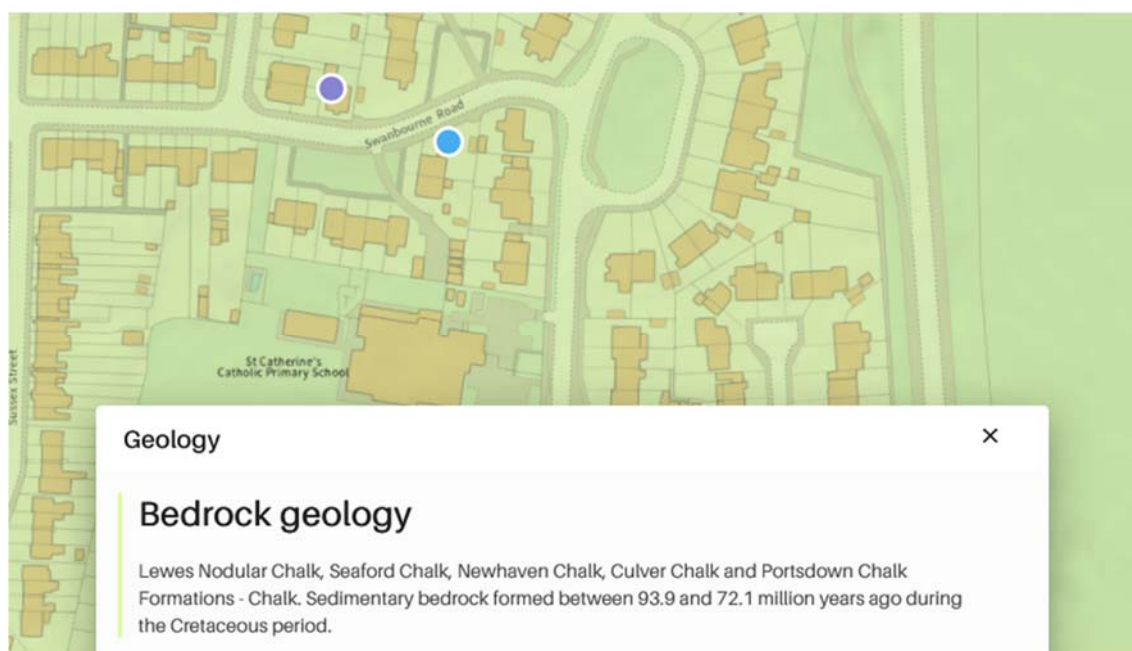 Swanbourne Road
St Catherine's
Catholic Primary School
Sussex Street
Geology
Bedrock geology
Lewes Nodular Chalk, Seaford Chalk, Newhaven Chalk, Culver Chalk and Portsdown Chalk
Formations - Chalk. Sedimentary bedrock formed between 93.9 and 72.1 million years ago during
the Cretaceous period.